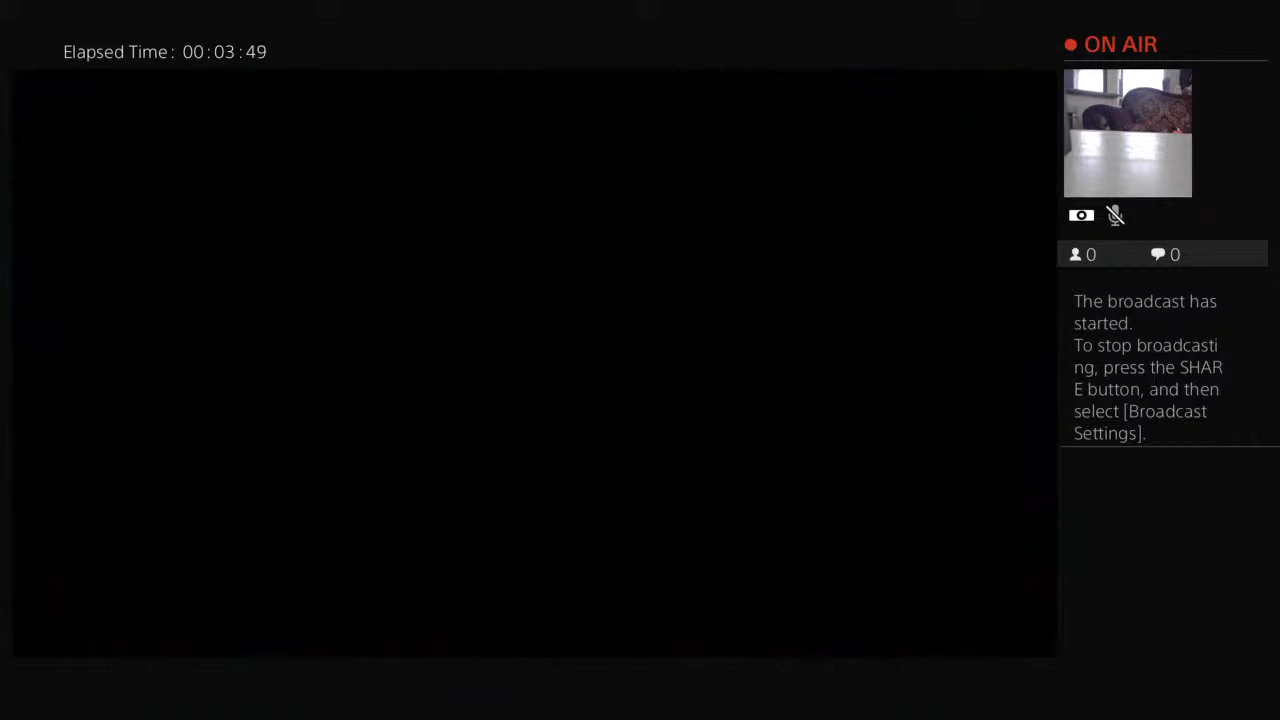 Elapsed Time: 00:03:49
ON AIR
0 0
The broadcast has
started.
To stop broadcasti
ng, press the SHAR
E button, and then
select [Broadcast
Settings].